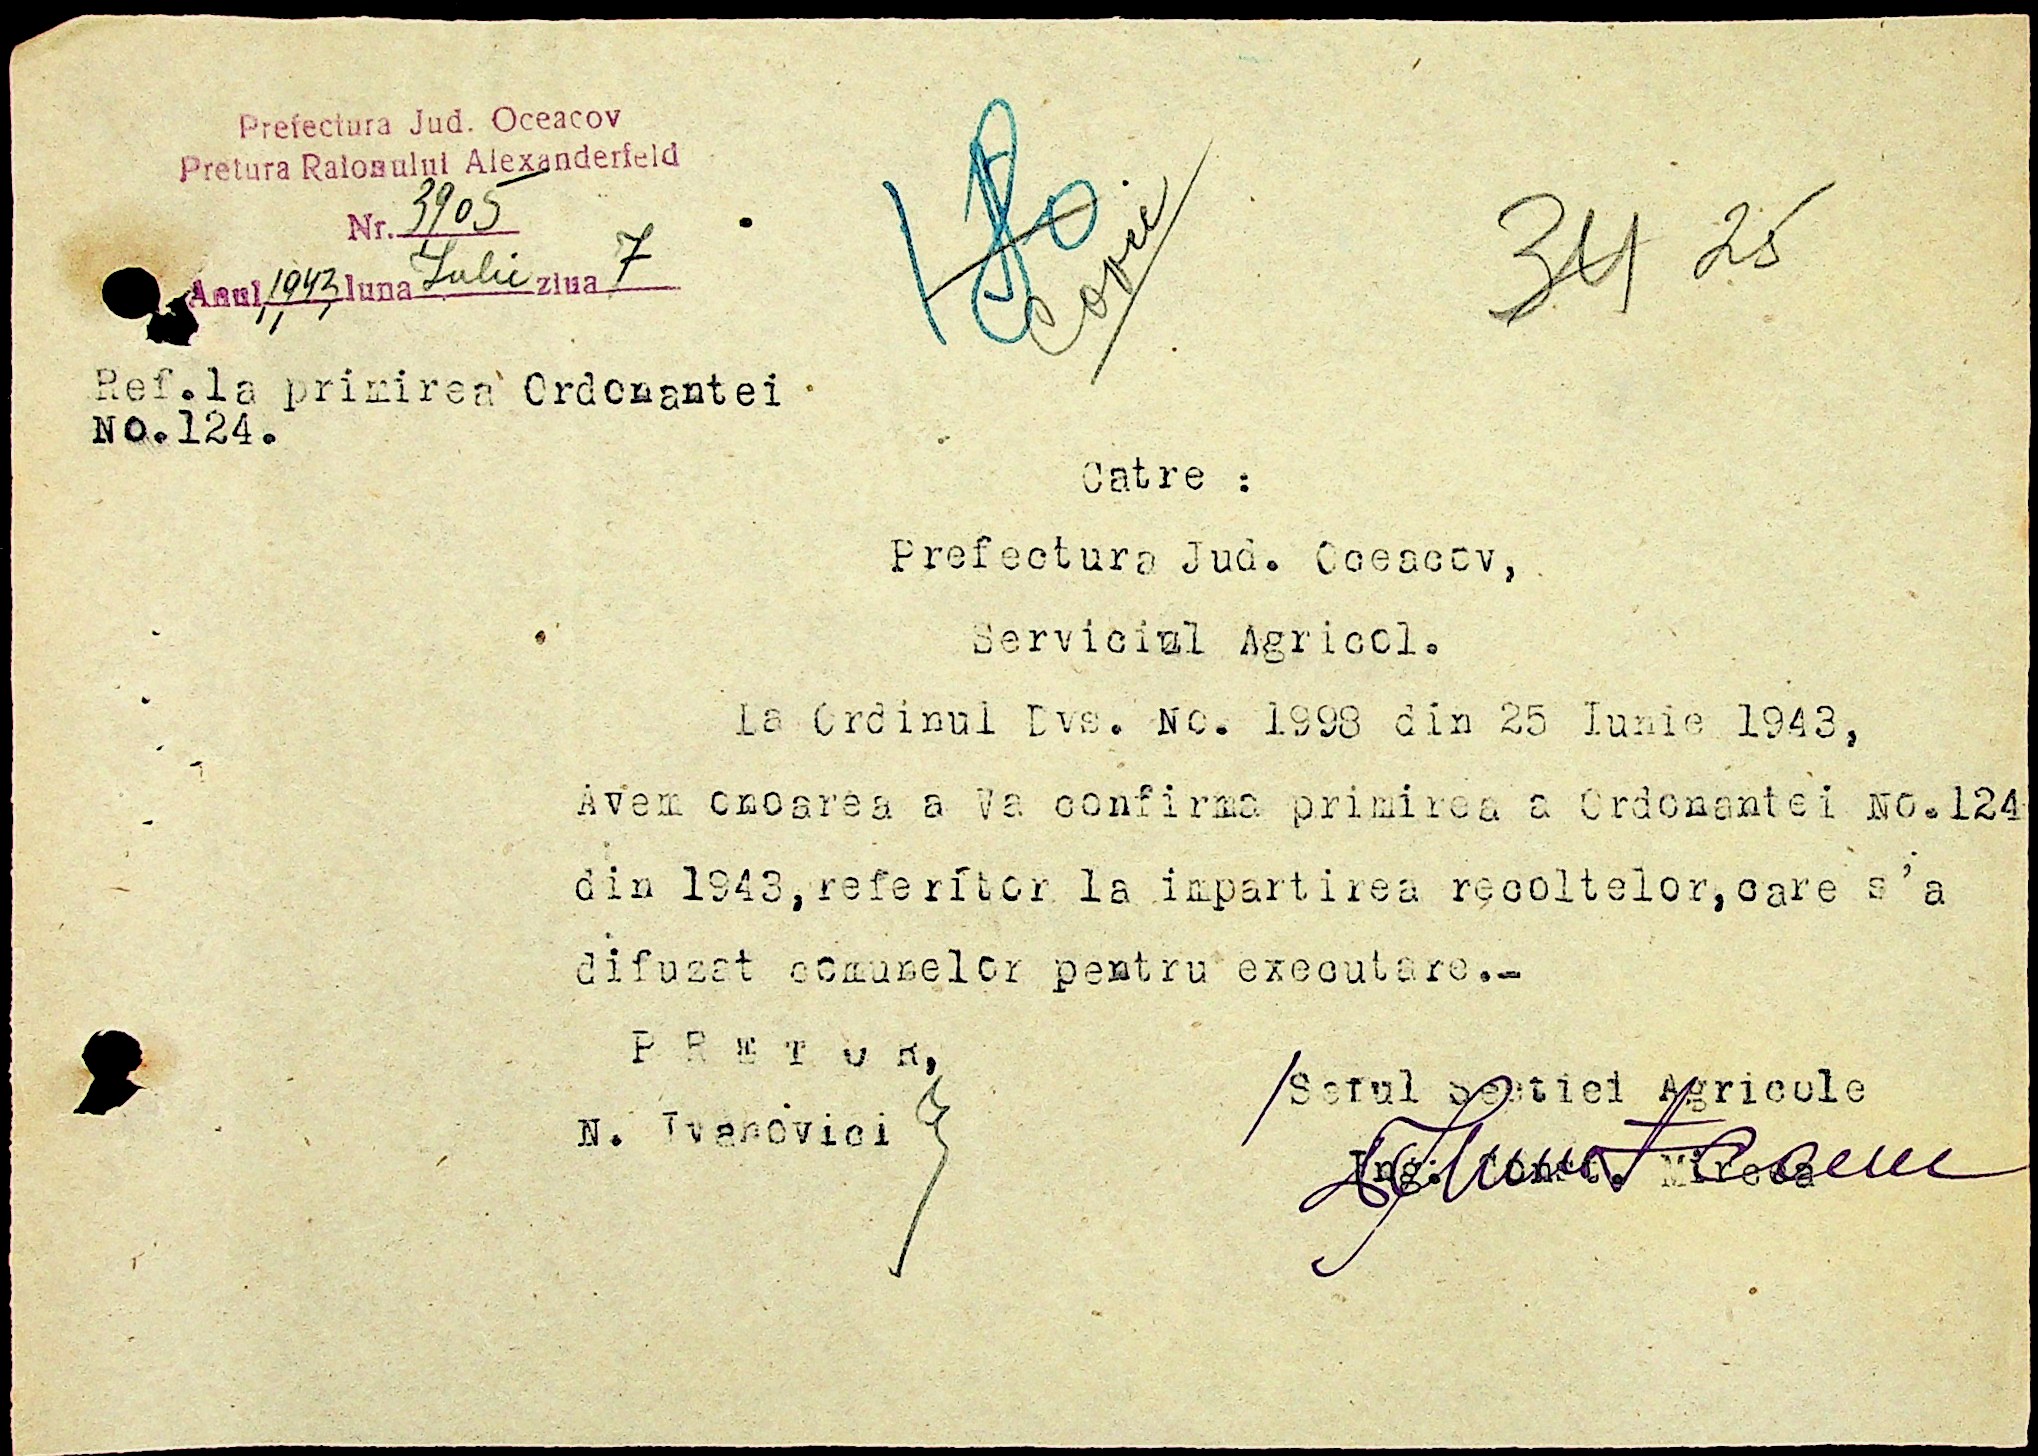 Prefectura Jud. Oceacov
Pretura Raionului Alexanderfeld
Nr. 3905
Anul 1943 luna Iulie ziua 7
180
Copie
34 25
Ref.la primirea Ordonantei
No.124.
Catre :
Prefectura Jud. Oceacov,
Serviciul Agricol.
La Ordinul Dvs. No. 1998 din 25 Iunie 1943,
Avem onoarea a Va confirma primirea a Ordonantei No.124
din 1943,referitor la impartirea recoltelor,care s'a
difuzat comunelor pentru executare.-
P R E T O R,
N. Ivanovici
Seful Sectiei Agricole
Ing. Mircea